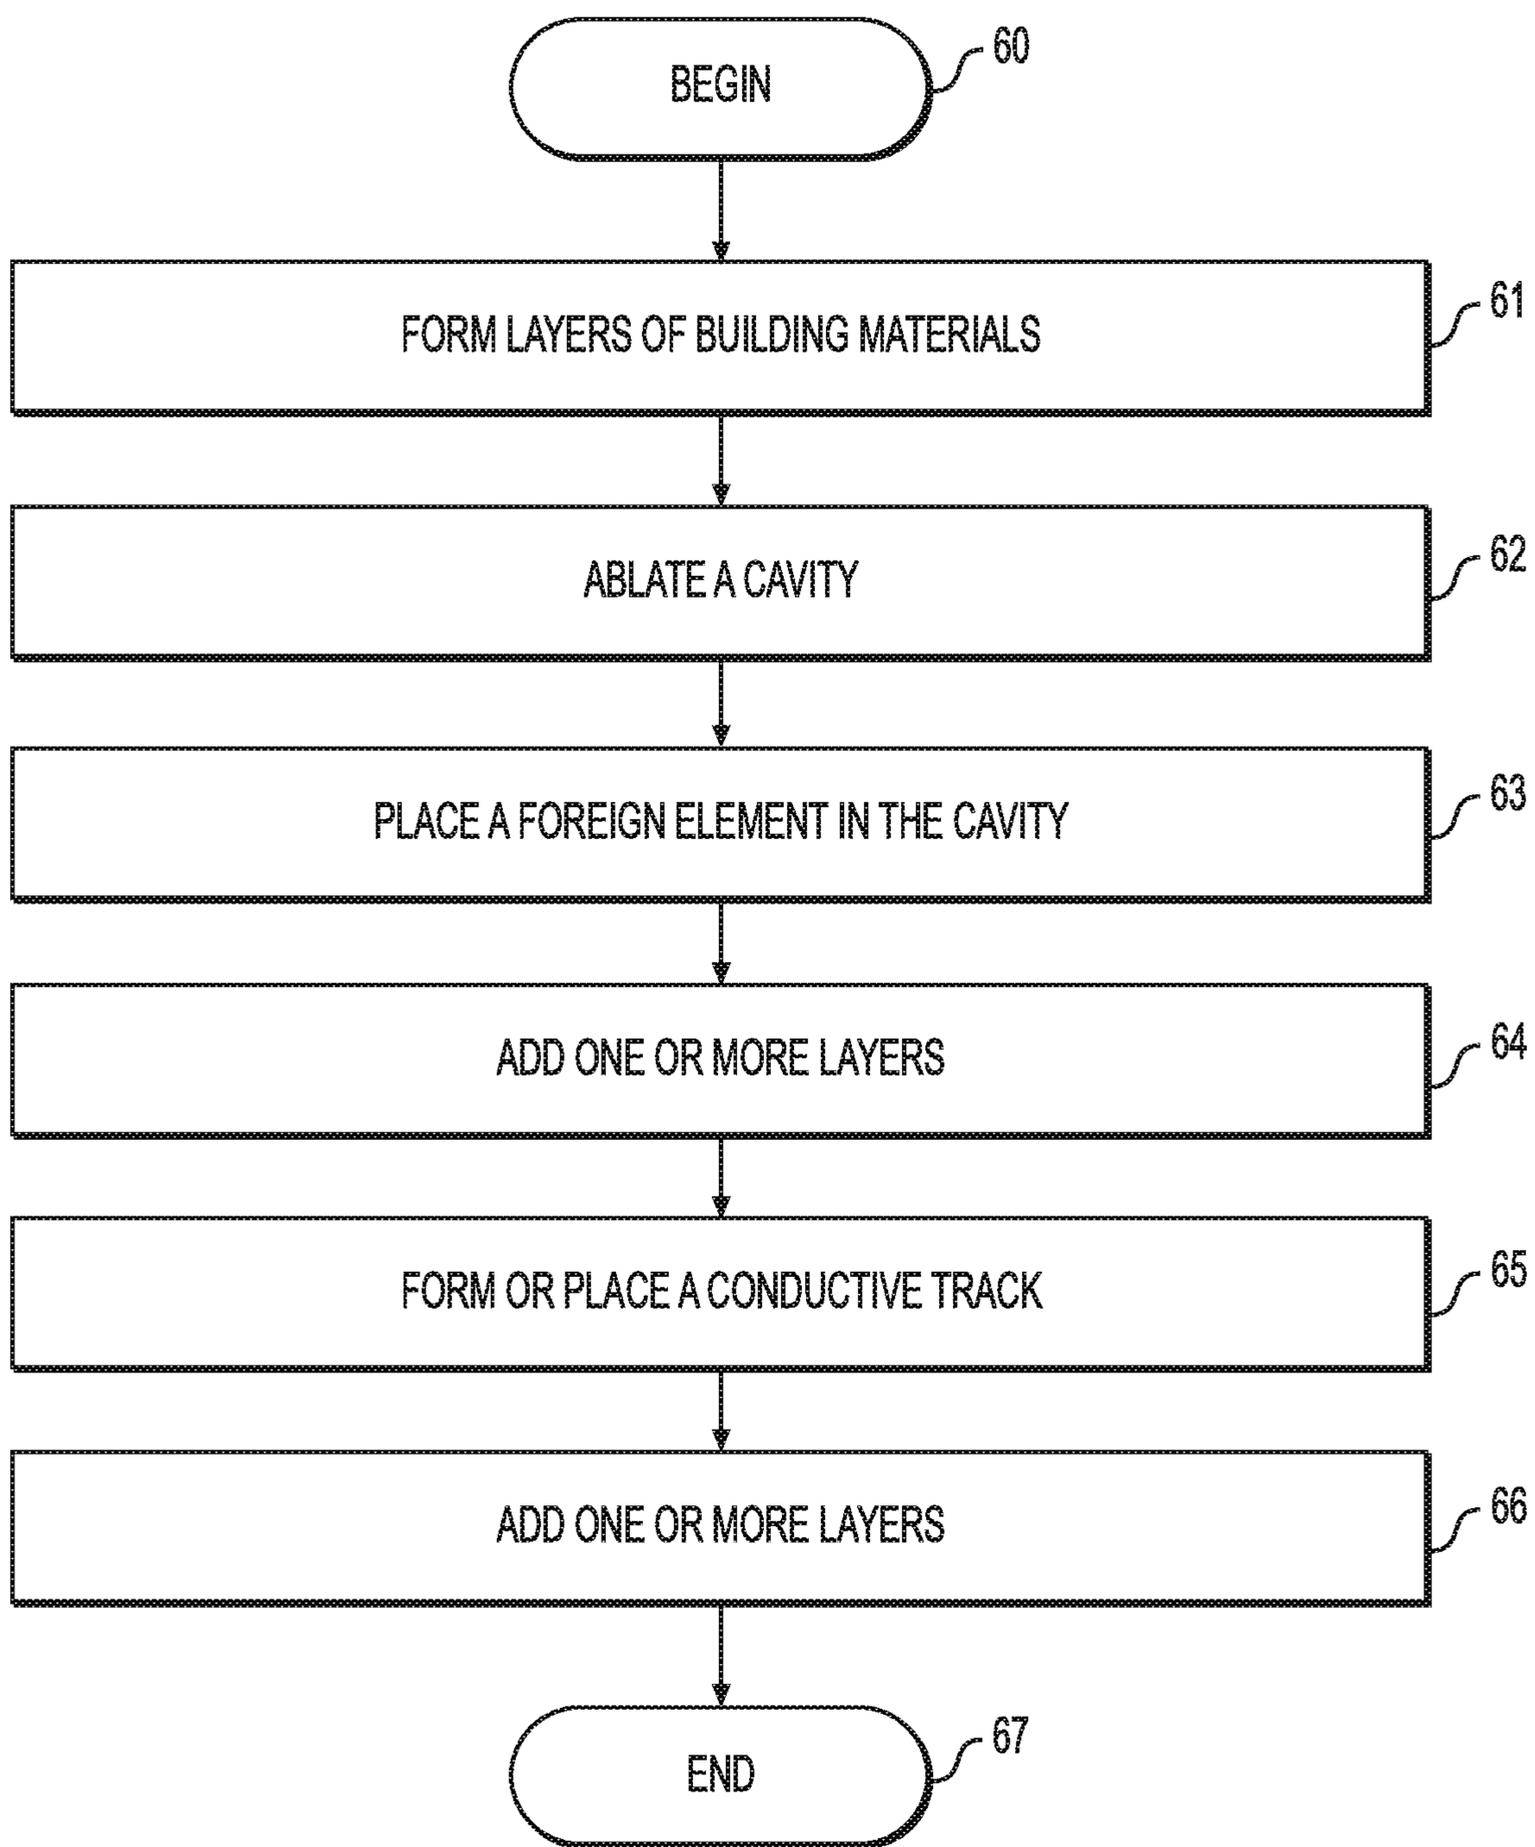 BEGIN
60
FORM LAYERS OF BUILDING MATERIALS
61
ABLATE A CAVITY
62
PLACE A FOREIGN ELEMENT IN THE CAVITY
63
ADD ONE OR MORE LAYERS
64
FORM OR PLACE A CONDUCTIVE TRACK
65
ADD ONE OR MORE LAYERS
66
END
67